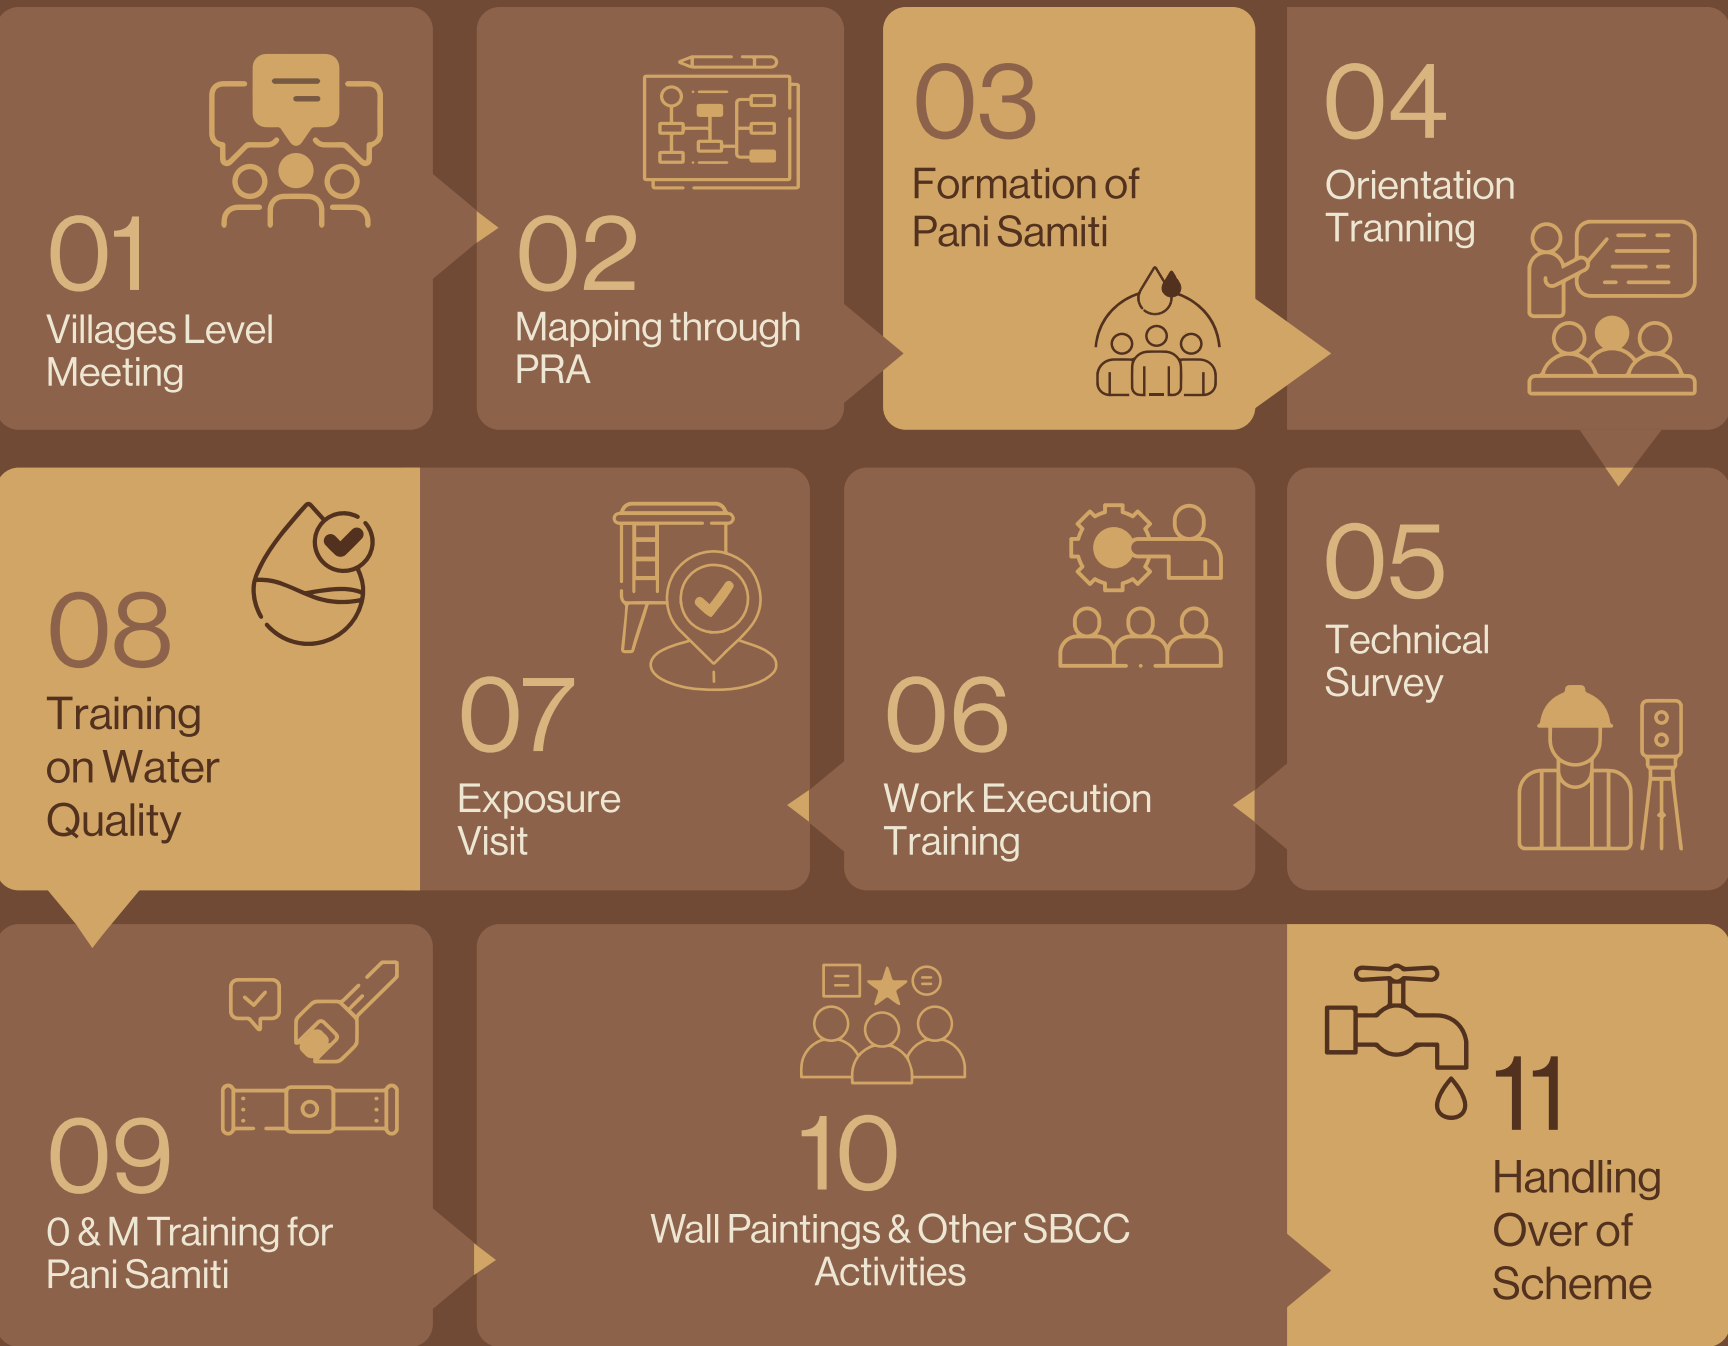 01
Villages Level
Meeting
02
Mapping through
PRA
03
Formation of
Pani Samiti
04
Orientation
Tranning
05
Technical
Survey
06
Work Execution
Training
07
Exposure
Visit
08
Training
on Water
Quality
09
0 & M Training for
Pani Samiti
10
Wall Paintings & Other SBCC
Activities
11
Handling
Over of
Scheme